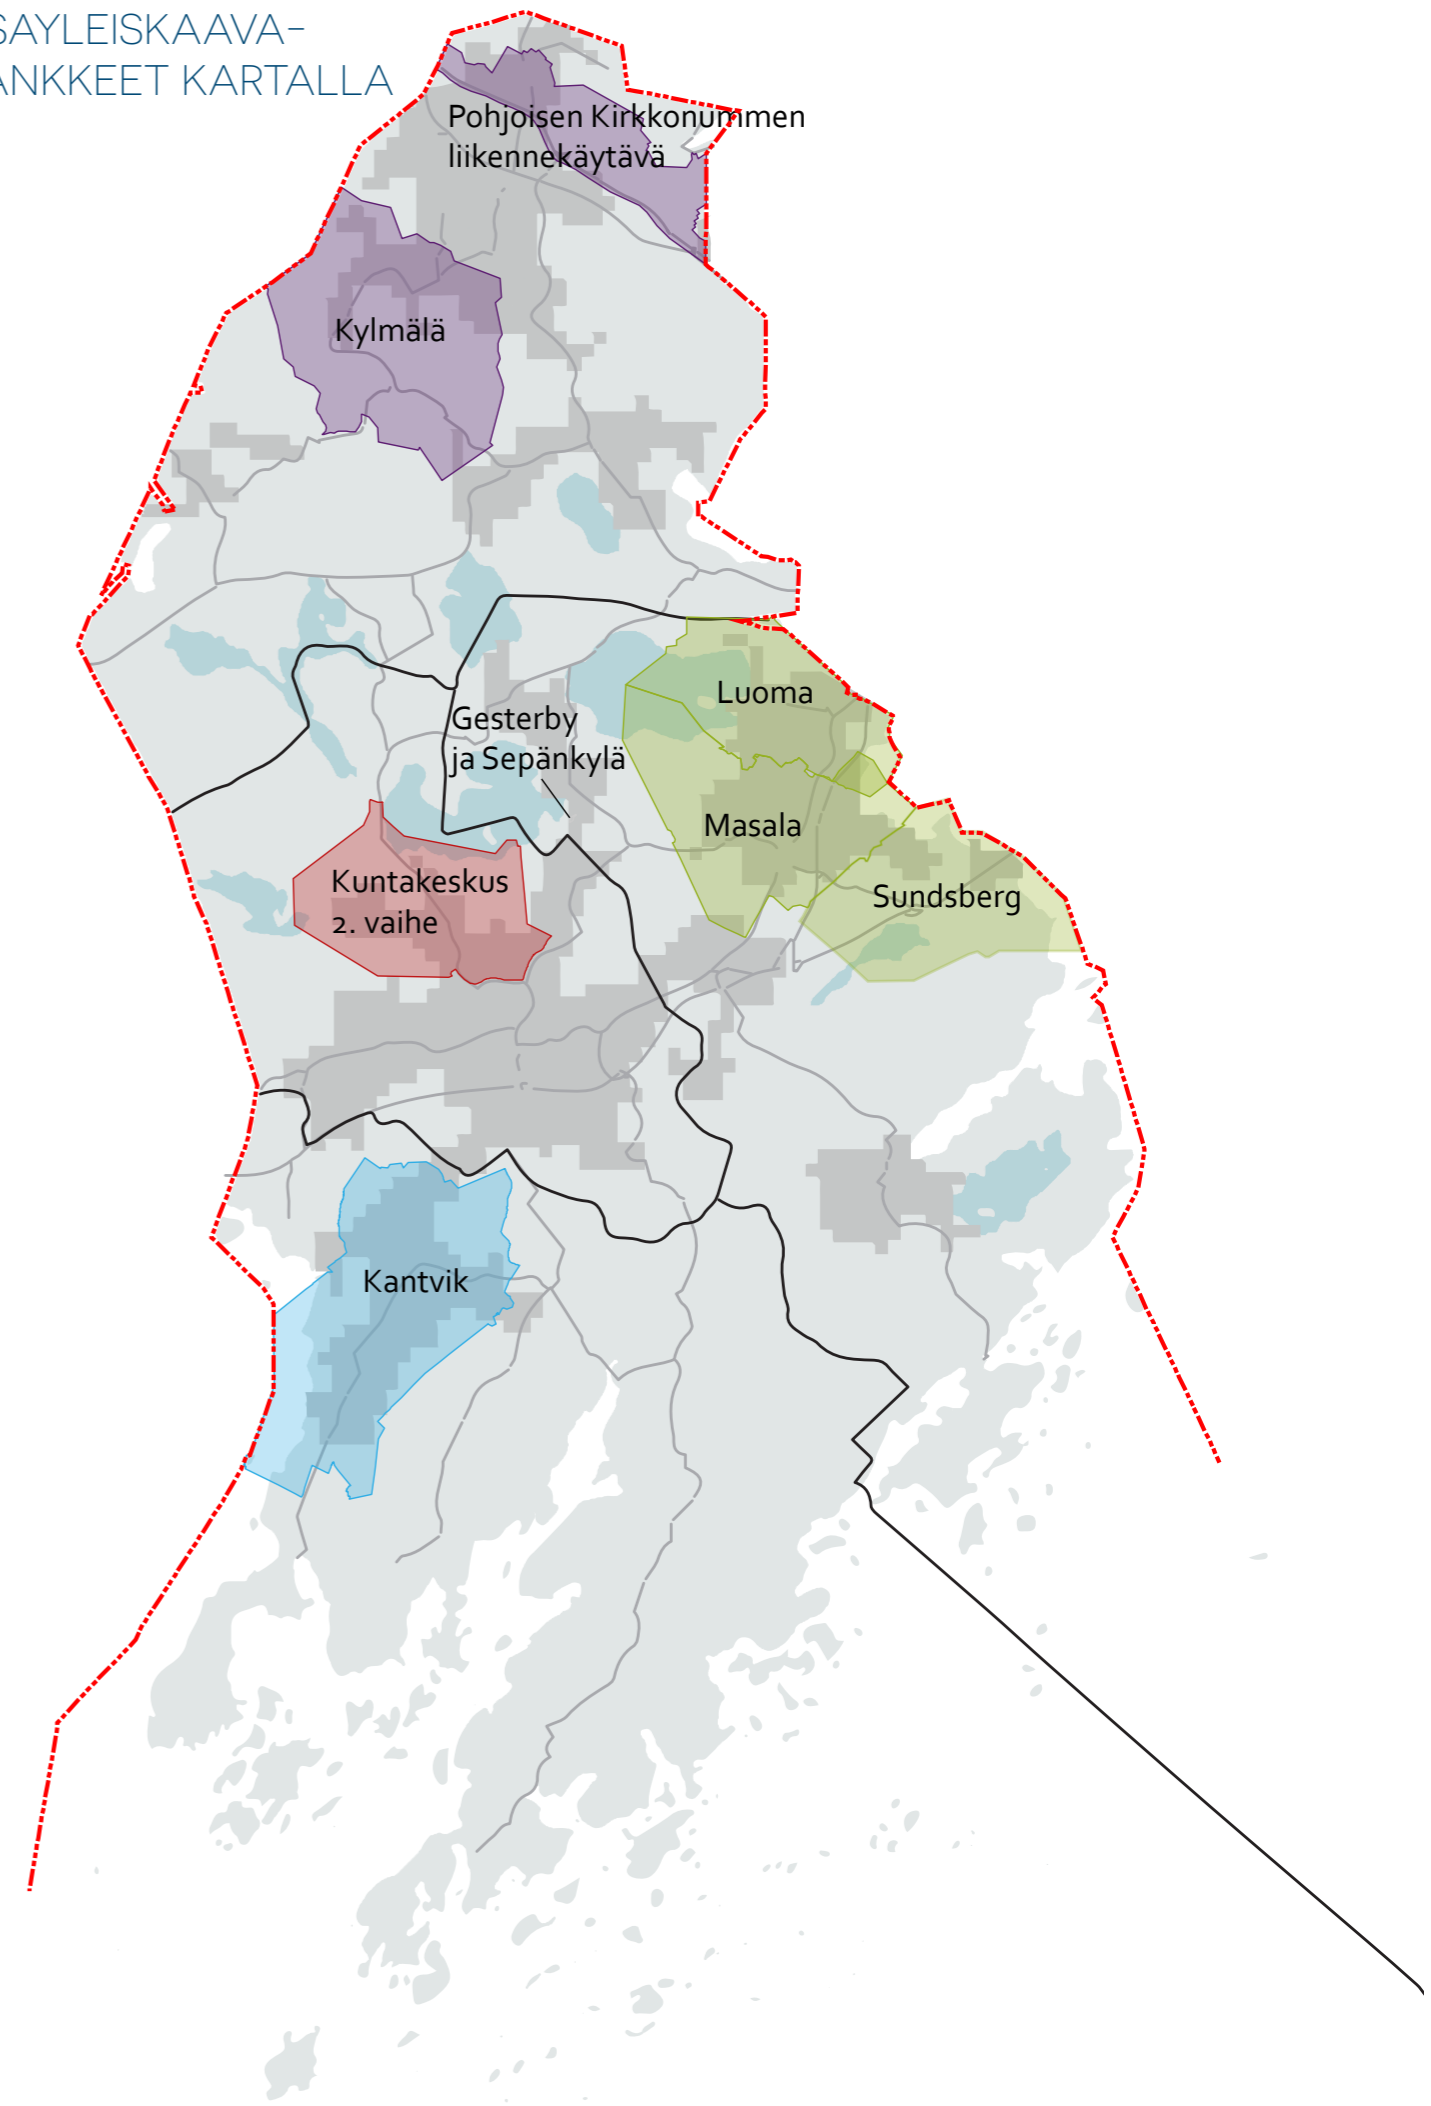 SAYLEISKAAVA-
ANKKEET KARTALLA
Pohjoisen Kirkkonummen
liikennekäytävä
Kylmälä
Luoma
Gesterby
ja Sepänkylä
Masala
Kuntakeskus
2. vaihe
Sundsberg
Kantvik